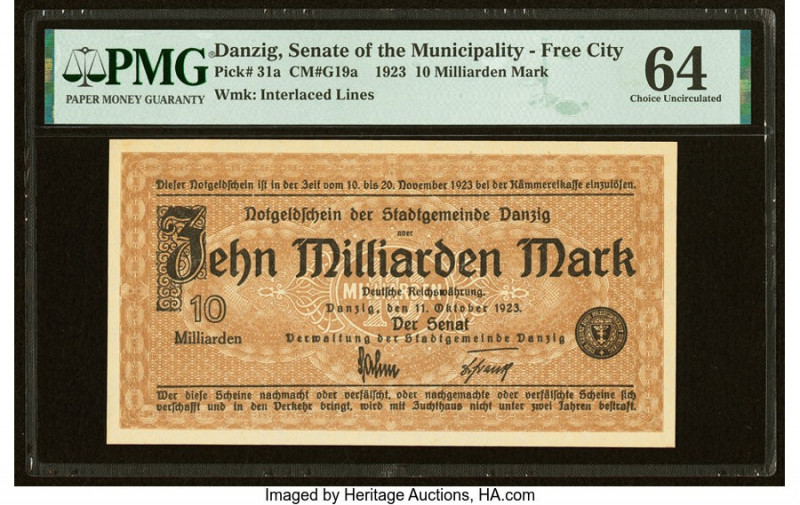 PMG
PAPER MONEY GUARANTY
Danzig, Senate of the Municipality - Free City
Pick# 31a CM#G19a 1923 10 Milliarden Mark
Wmk: Interlaced Lines
64
Choice Uncirculated
Dieser Notgeldschein ist in der Zeit vom 10. bis 20. November 1923 bei der Kämmereikasse einzulösen.
Notgeldschein der Stadtgemeinde Danzig
über
Zehn Milliarden Mark
MILLIARDEN
Deutsche Reichswährung.
Danzig, den 11. Oktober 1923.
10
Milliarden
Der Senat
Verwaltung der Stadtgemeinde Danzig
Sahm
Wer diese Scheine nachmacht oder verfälscht, oder nachgemachte oder verfälschte Scheine sich
verschafft und in den Verkehr bringt, wird mit Zuchthaus nicht unter zwei Jahren bestraft.
Imaged by Heritage Auctions, HA.com